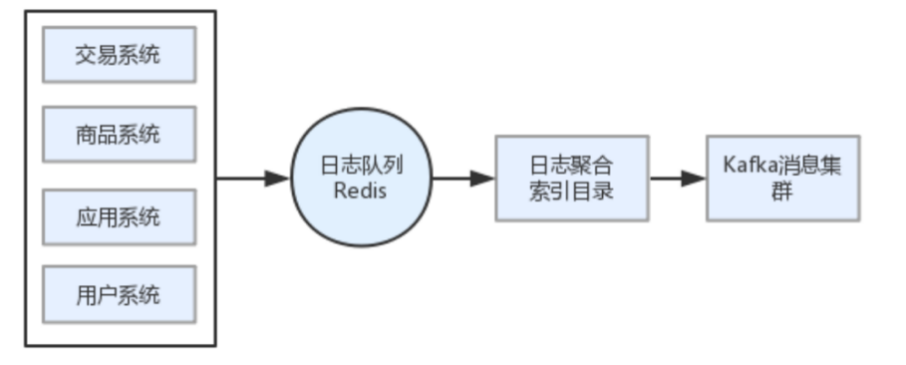 交易系统
商品系统
应用系统
用户系统
日志队列
Redis
日志聚合
索引目录
Kafka消息集
群